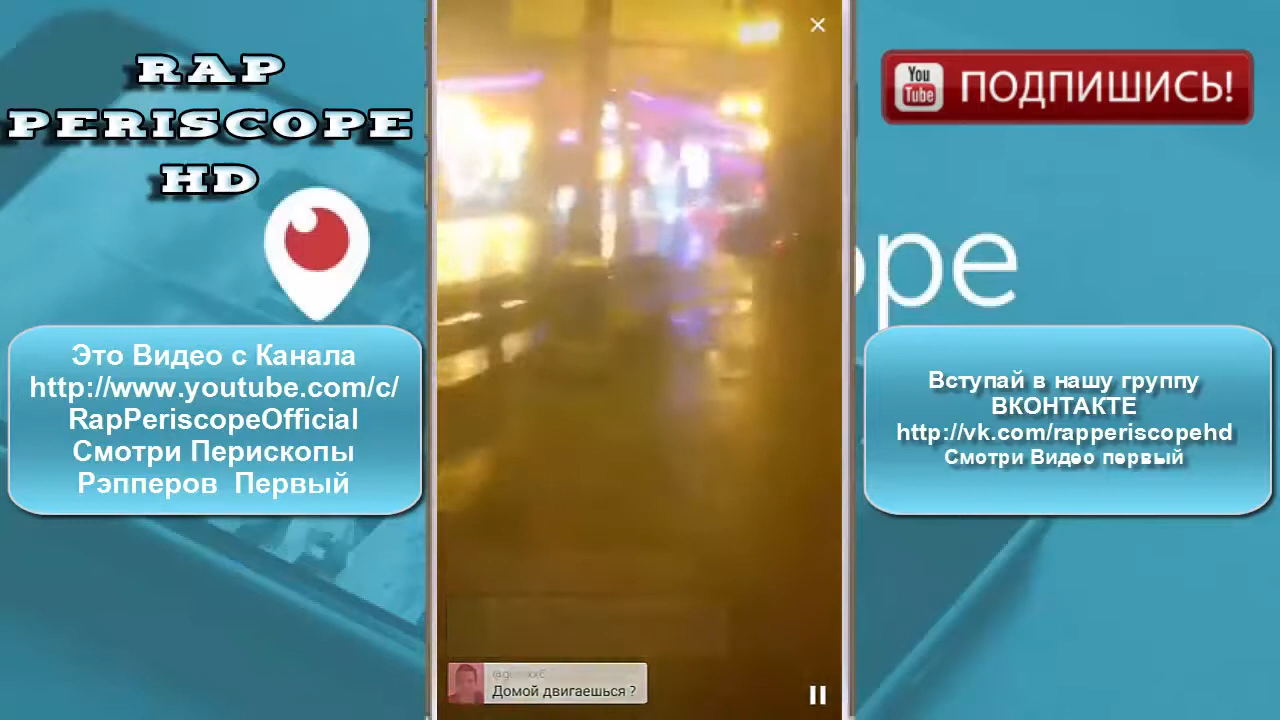 RAP
PERISCOPE
HD
Это Видео с Канала
http://www.youtube.com/c/
RapPeriscopeOfficial
Смотри Перископы
Рэпперов Первый
Домой двигаешься ?
You
Tube
ПОДПИШИСЬ!
ope
Вступай в нашу группу
ВКОНТАКТЕ
http://vk.com/rapperiscopehd
Смотри Видео первый